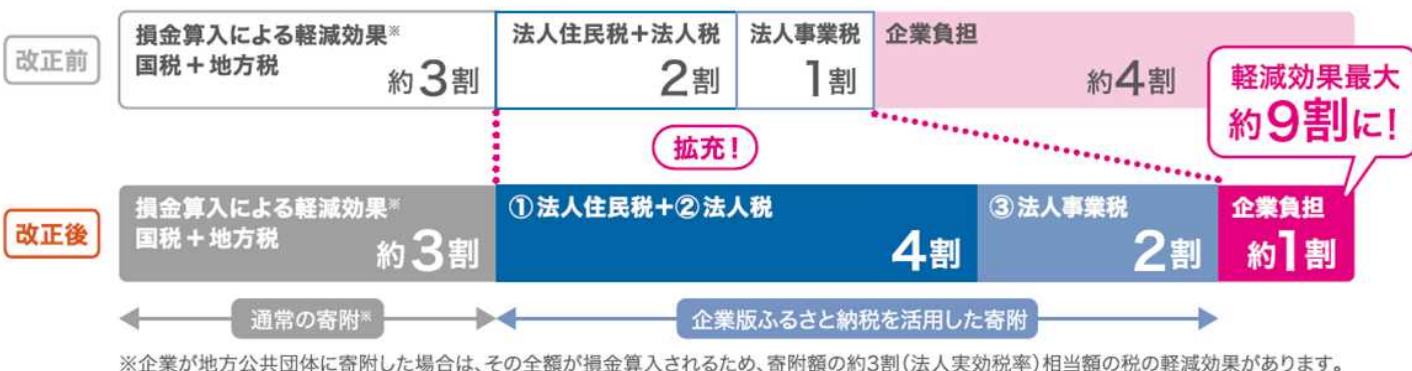 改正前
損金算入による軽減効果※
国税+地方税
約3割
法人住民税+法人税
2割
法人事業税
1割
企業負担
約4割
軽減効果最大
約9割に!
拡充!
改正後
損金算入による軽減効果※
国税+地方税
約3割
①法人住民税+②法人税
4割
③法人事業税
2割
企業負担
約1割
通常の寄附※
企業版ふるさと納税を活用した寄附
※企業が地方公共団体に寄附した場合は、その全額が損金算入されるため、寄附額の約3割(法人実効税率)相当額の税の軽減効果があります。